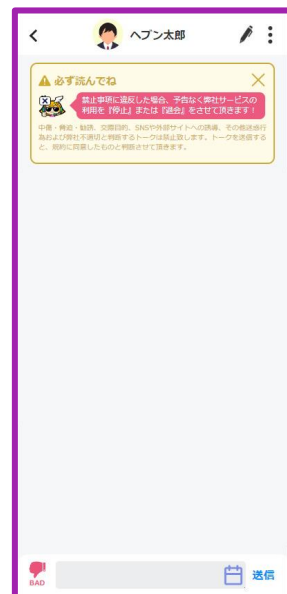 ヘブン太郎
必ず読んでね
禁止事項に違反した場合、予告なく弊社サービスの
利用を『停止』または『退会』をさせて頂きます！
中傷・脅迫・勧誘、交際目的、SNSや外部サイトへの誘導、その他迷惑行
為および弊社不適切と判断するトークは禁止致します。トークを送信する
と、規約に同意したものと判断させて頂きます。
BAD
送信